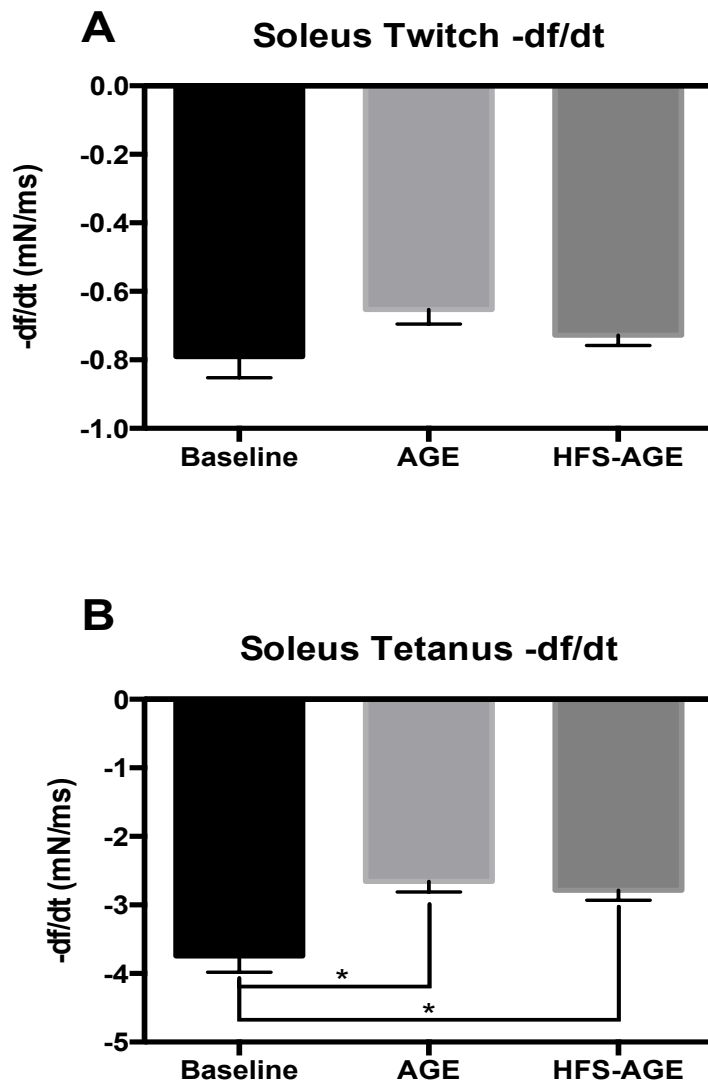 A
Soleus Twitch -df/dt
-df/dt (mN/ms)
0.0
-0.2
-0.4
-0.6
-0.8
-1.0
Baseline AGE HFS-AGE
B
Soleus Tetanus -df/dt
-df/dt (mN/ms)
0
-1
-2
-3
-4
-5
*
*
Baseline AGE HFS-AGE